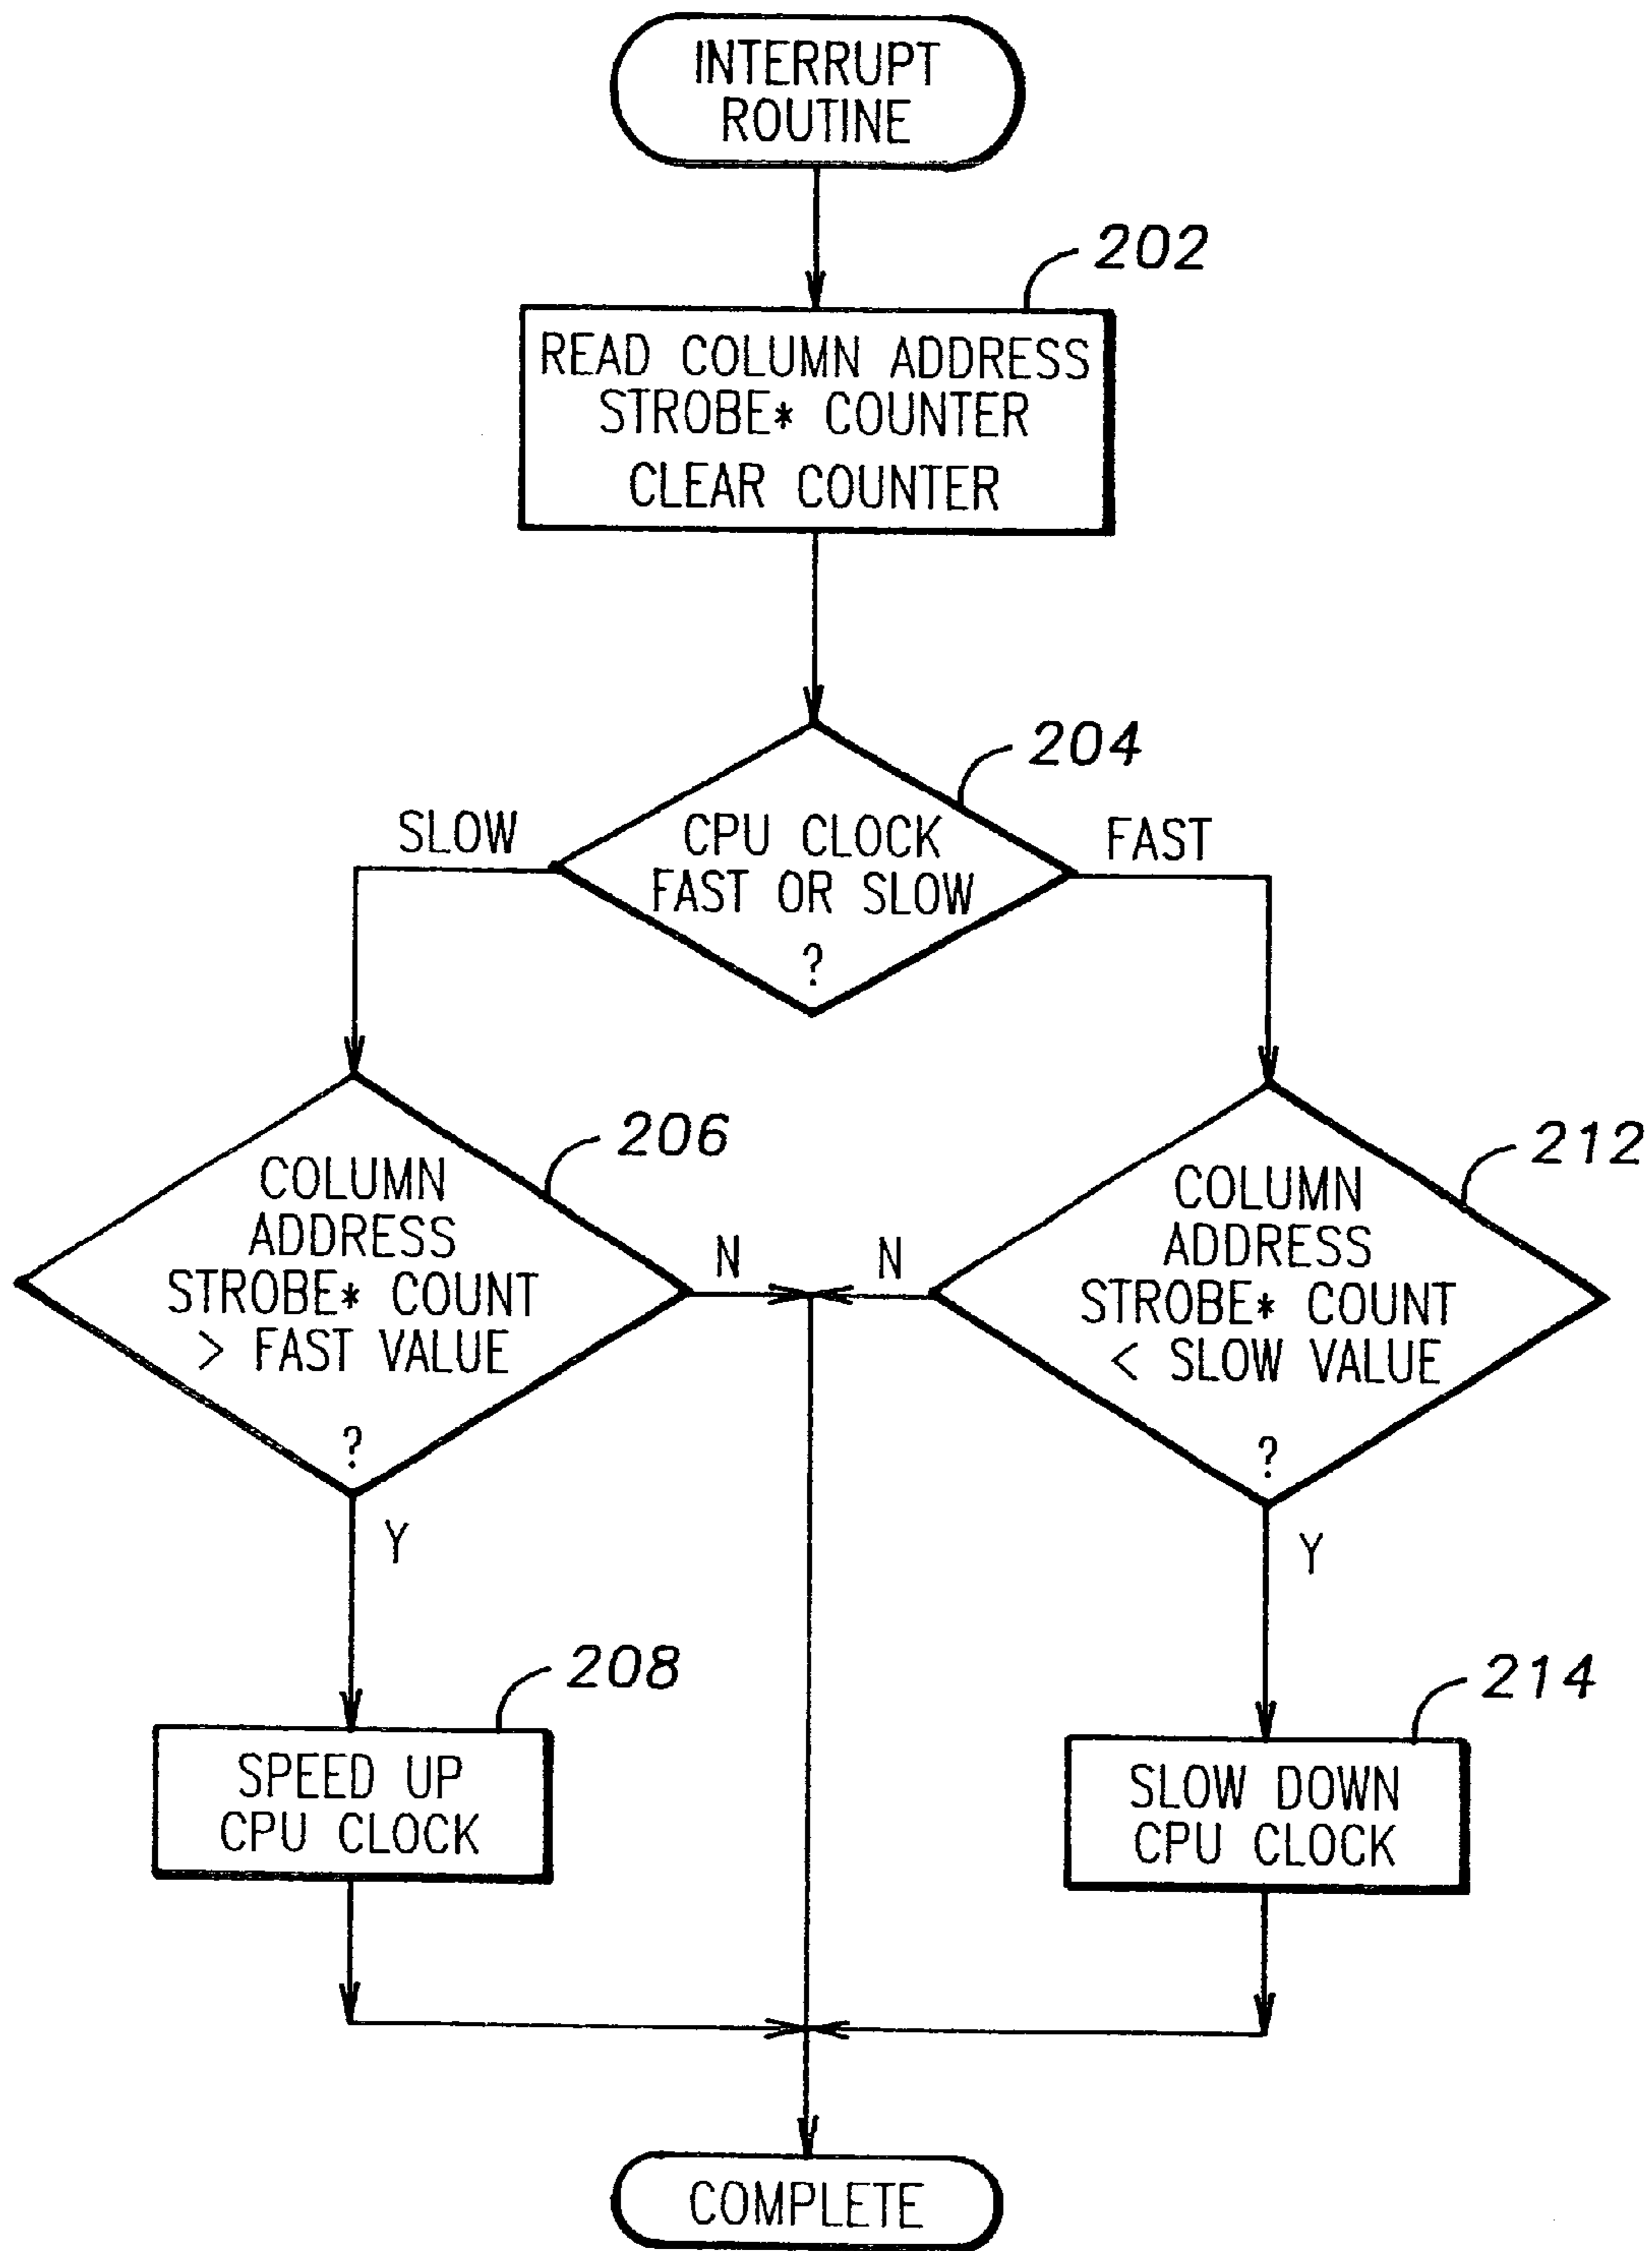 INTERRUPT
ROUTINE
202
READ COLUMN ADDRESS
STROBE* COUNTER
CLEAR COUNTER
204
SLOW
CPU CLOCK
FAST OR SLOW
?
FAST
206
COLUMN
ADDRESS
STROBE* COUNT
> FAST VALUE
?
N
N
212
COLUMN
ADDRESS
STROBE* COUNT
< SLOW VALUE
?
Y
Y
208
SPEED UP
CPU CLOCK
214
SLOW DOWN
CPU CLOCK
COMPLETE